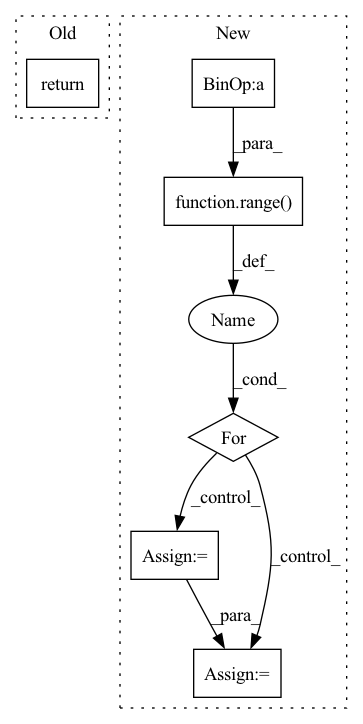 Old
New
return
BinOp:a
_para_
function.range()
_def_
Name
_cond_
For
_control_
_control_
Assign:=
_para_
Assign:=